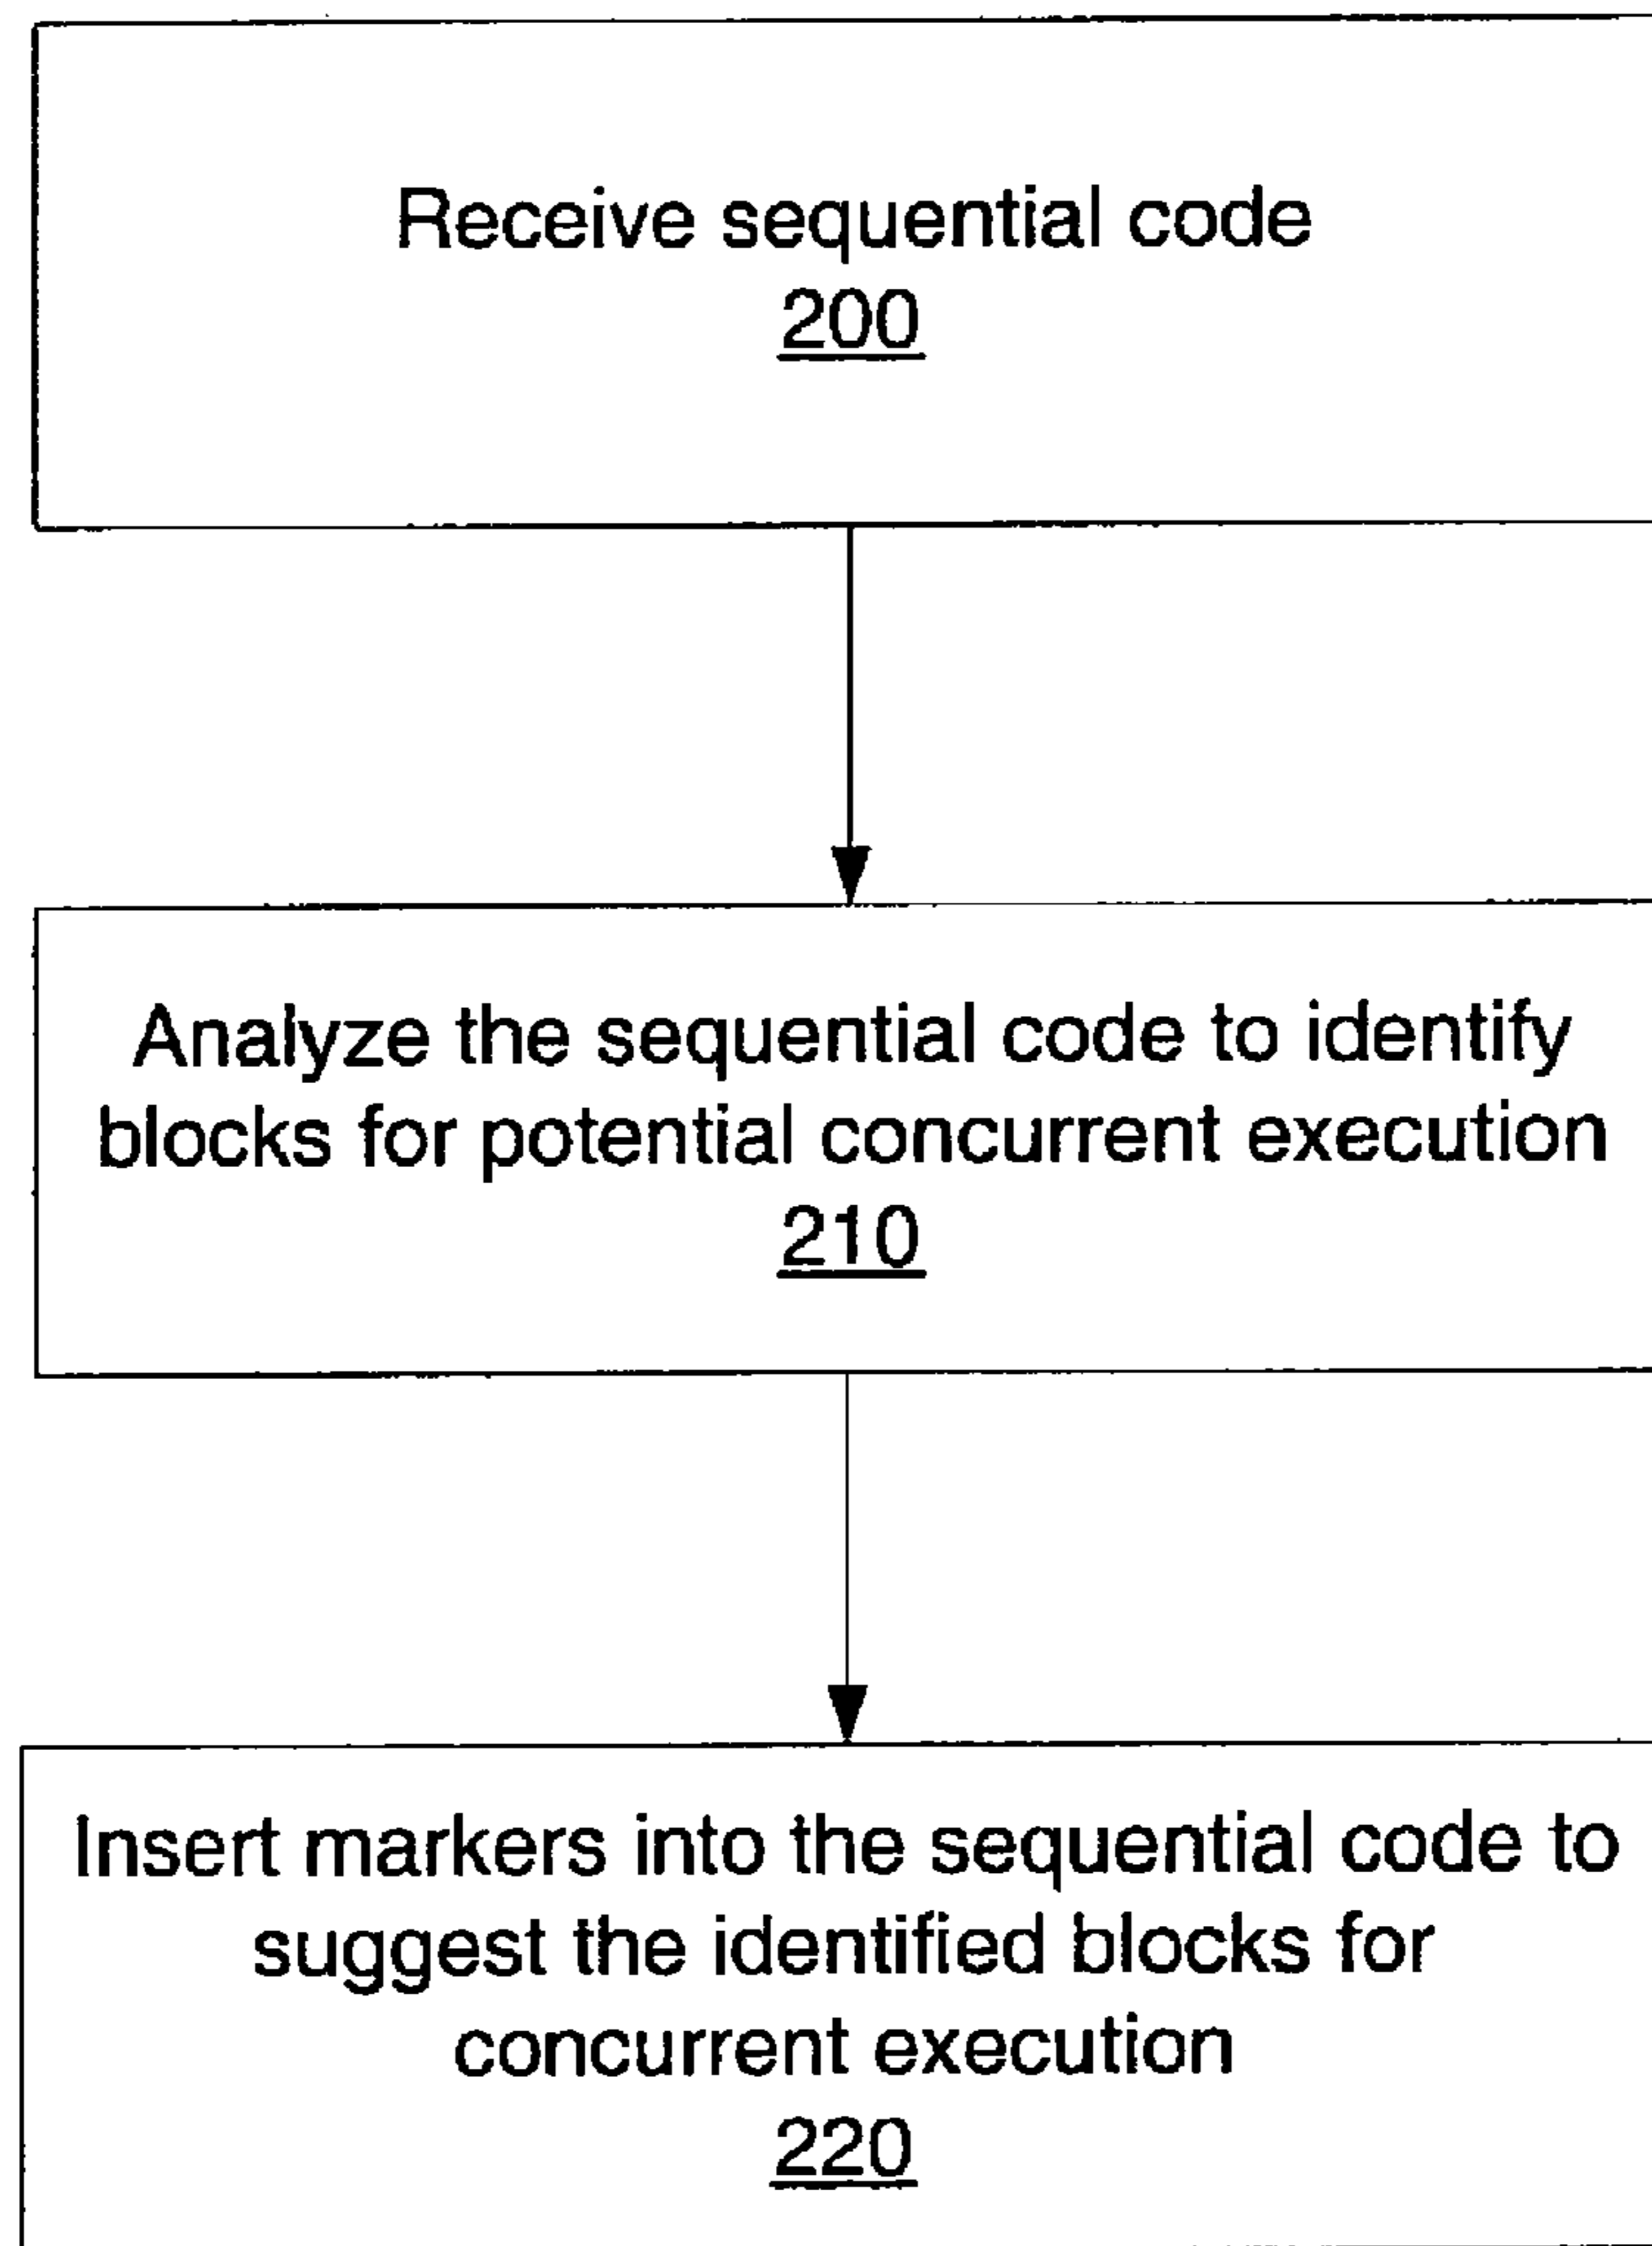 Receive sequential code
200
Analyze the sequential code to identify
blocks for potential concurrent execution
210
Insert markers into the sequential code to
suggest the identified blocks for
concurrent execution
220